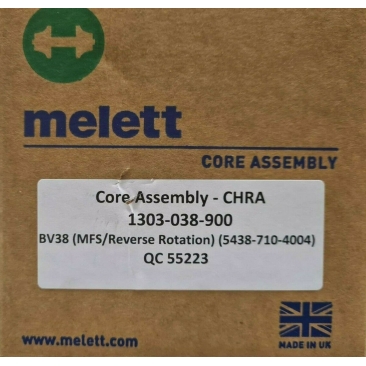 melett
CORE ASSEMBLY
Core Assembly - CHRA
1303-038-900
BV38 (MFS/Reverse Rotation) (5438-710-4004)
QC 55223
www.melett.com
MADE IN UK